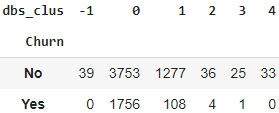 dbs_clus -1 0 1 2 3 4
Churn
No 39 3753 1277 36 25 33
Yes 0 1756 108 4 1 0